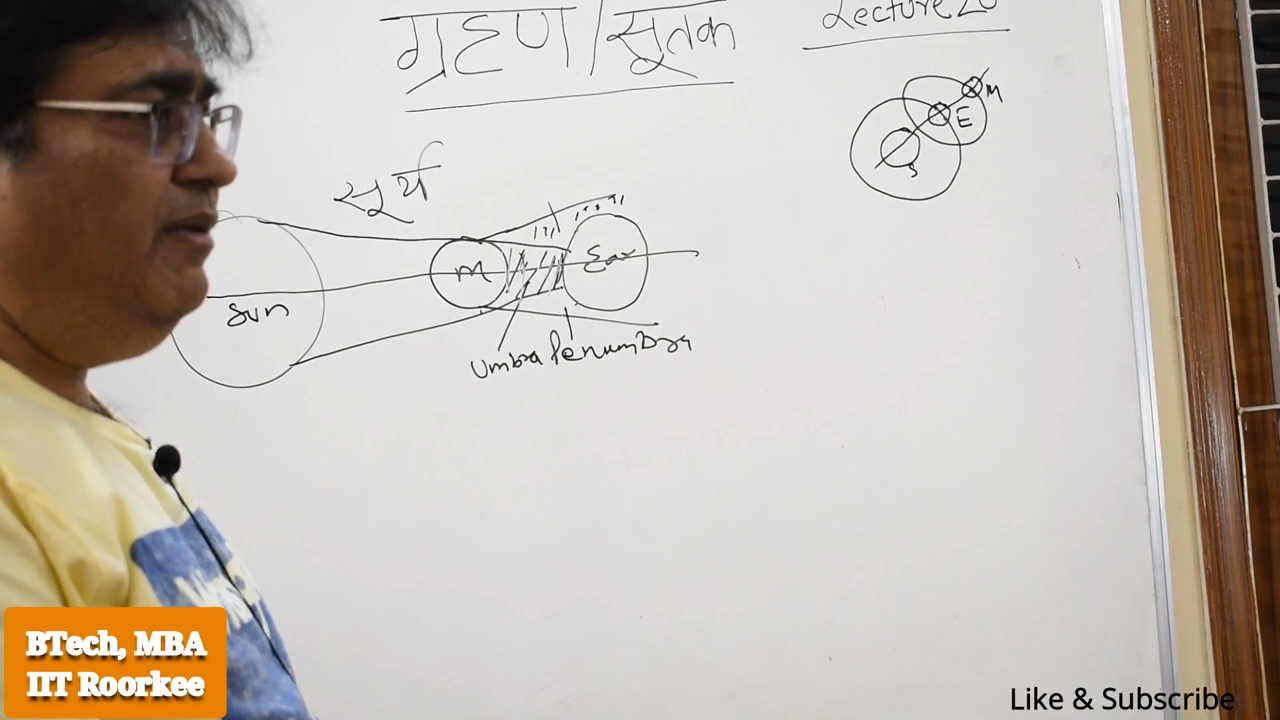 ग्रहण/सूतक
Lecture 20
M
E
S
सूर्य
Sun
M
Ear
Umbra Penumbra
BTech, MBA
IIT Roorkee
Like & Subscribe